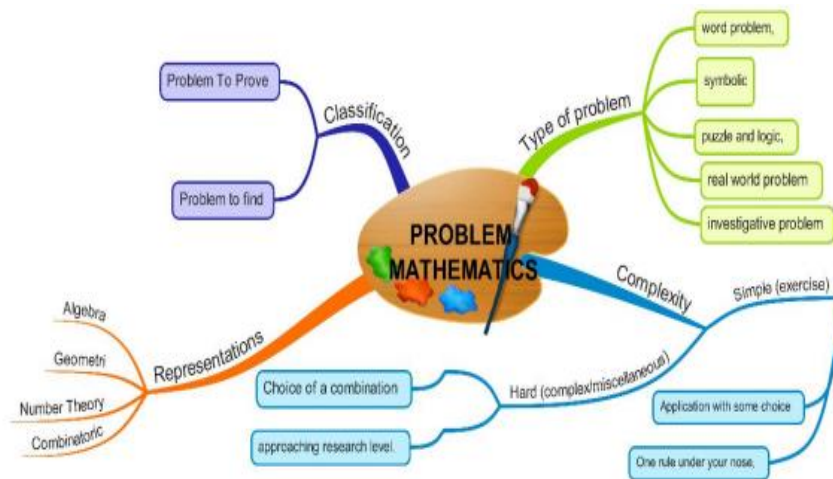 PROBLEM
MATHEMATICS
Classification
Problem To Prove
Problem to find
Type of problem
word problem,
symbolic
puzzle and logic,
real world problem
investigative problem
Complexity
Simple (exercise)
Application with some choice
One rule under your nose,
Hard (complex/miscellaneous)
Choice of a combination
approaching research level.
Representations
Algebra
Geometri
Number Theory
Combinatoric